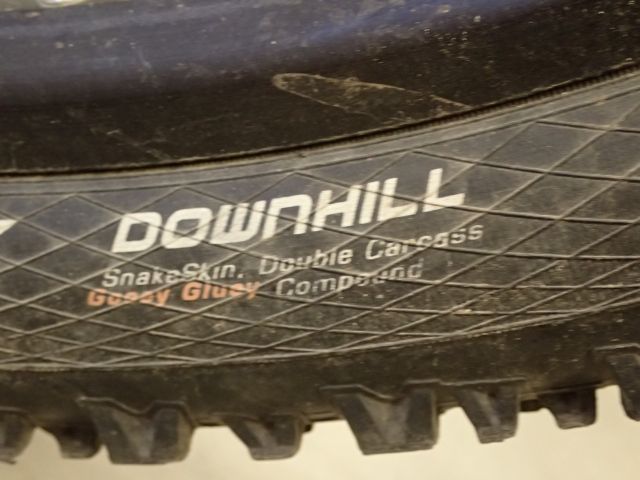 DOWNHILL
SnakeSkin, Double Carcass
Gooey Gluey Compound